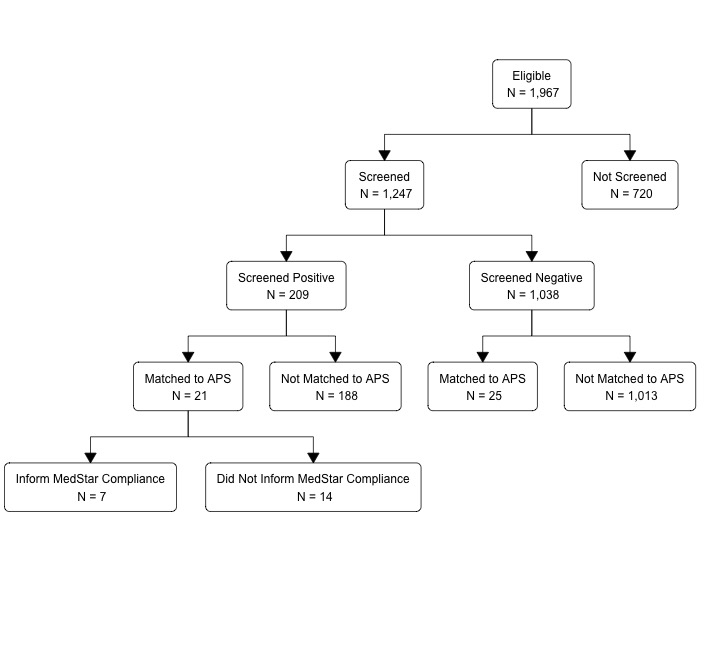 Eligible
N = 1,967
Screened
N = 1,247
Not Screened
N = 720
Screened Positive
N = 209
Screened Negative
N = 1,038
Matched to APS
N = 21
Not Matched to APS
N = 188
Matched to APS
N = 25
Not Matched to APS
N = 1,013
Inform MedStar Compliance
N = 7
Did Not Inform MedStar Compliance
N = 14